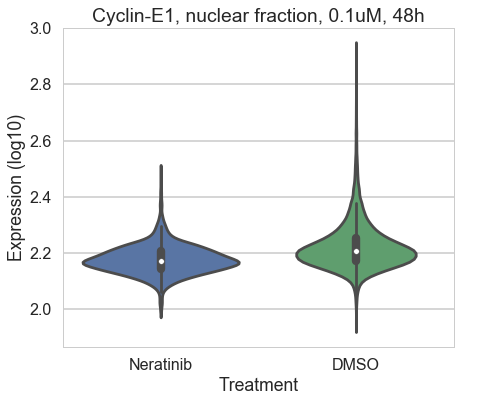 Cyclin-E1, nuclear fraction, 0.1uM, 48h
3.0
2.8
2.6
2.4
2.2
2.0
Expression (log10)
Neratinib DMSO
Treatment